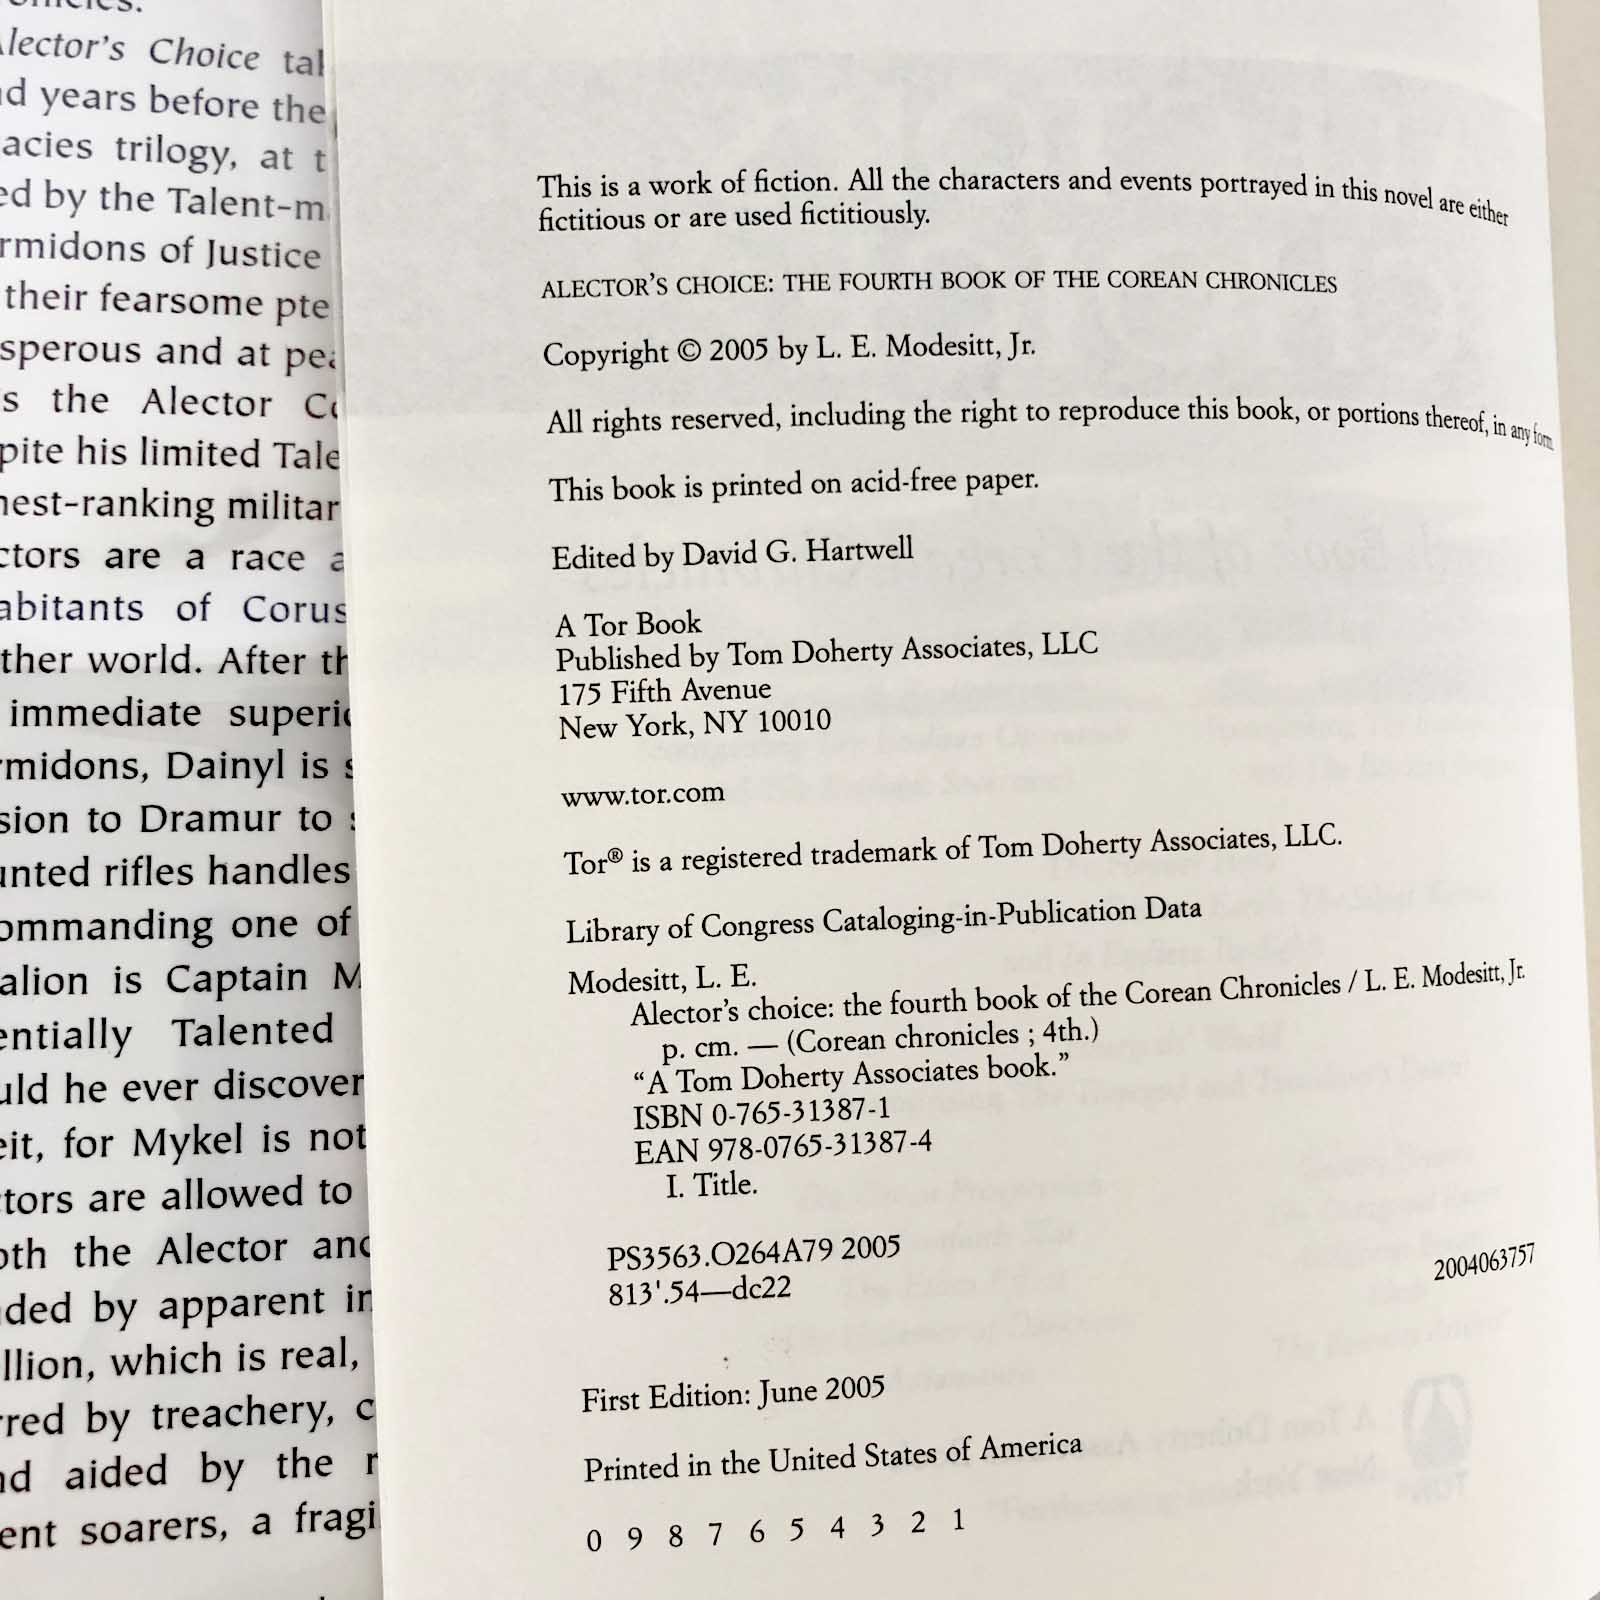 Alector's Choice
years before the
acies trilogy, at
by the Talent-m
rmidons of Justice
their fearsome pte
sperous and at pea
s the Alector Co
pite his limited Tale
hest-ranking militar
ctors are a race a
abitants of Corus
ther world. After th
immediate superio
rmidons, Dainyl is s
sion to Dramur to s
unted rifles handles
ommanding one of
alion is Captain M
entially Talented
uld he ever discover
eit, for Mykel is not
ctors are allowed to
oth the Alector and
ded by apparent in
llion, which is real,
rred by treachery, c
nd aided by the r
ent soarers, a fragi
This is a work of fiction. All the characters and events portrayed in this novel are either
fictitious or are used fictitiously.
ALECTOR'S CHOICE: THE FOURTH BOOK OF THE COREAN CHRONICLES
Copyright © 2005 by L. E. Modesitt, Jr.
All rights reserved, including the right to reproduce this book, or portions thereof, in any form
This book is printed on acid-free paper.
Edited by David G. Hartwell
A Tor Book
Published by Tom Doherty Associates, LLC
175 Fifth Avenue
New York, NY 10010
www.tor.com
Tor® is a registered trademark of Tom Doherty Associates, LLC.
Library of Congress Cataloging-in-Publication Data
Modesitt, L. E.
Alector's choice: the fourth book of the Corean Chronicles / L. E. Modesitt, Jr.
p. cm. — (Corean chronicles ; 4th.)
"A Tom Doherty Associates book."
ISBN 0-765-31387-1
EAN 978-0765-31387-4
I. Title.
PS3563.O264A79 2005
813'.54—dc22
2004063757
First Edition: June 2005
Printed in the United States of America
0 9 8 7 6 5 4 3 2 1